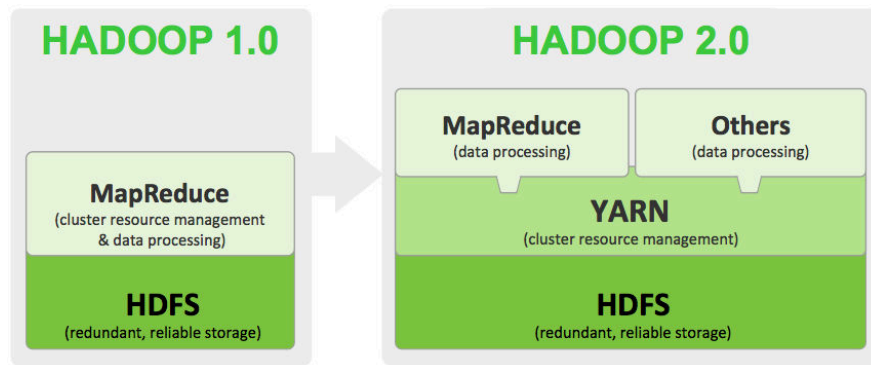 HADOOP 1.0
MapReduce
(cluster resource management
& data processing)
HDFS
(redundant, reliable storage)
HADOOP 2.0
MapReduce
(data processing)
Others
(data processing)
YARN
(cluster resource management)
HDFS
(redundant, reliable storage)